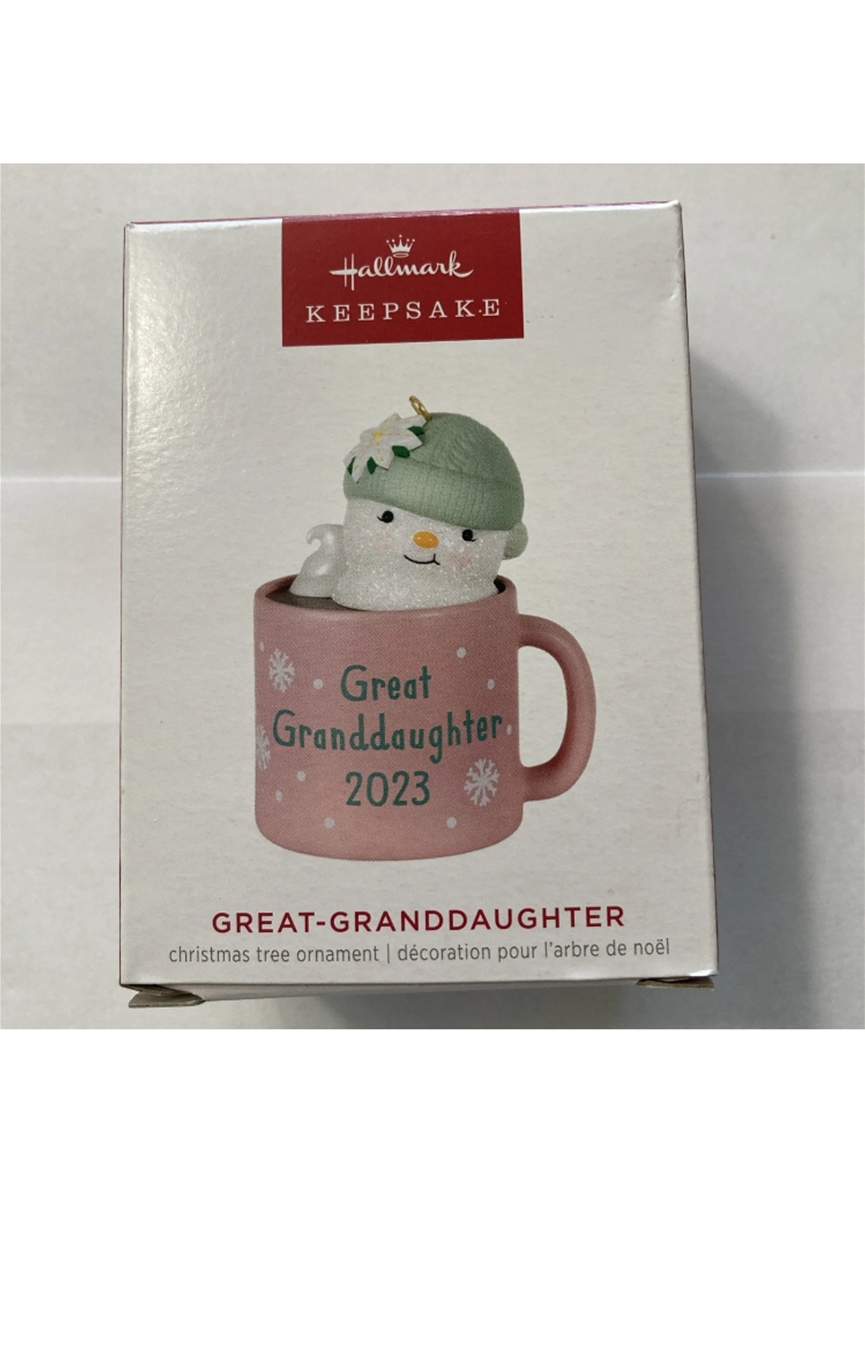 Hallmark
KEEPSAKE
Great
Granddaughter
2023
GREAT-GRANDDAUGHTER
christmas tree ornament | décoration pour l'arbre de noël